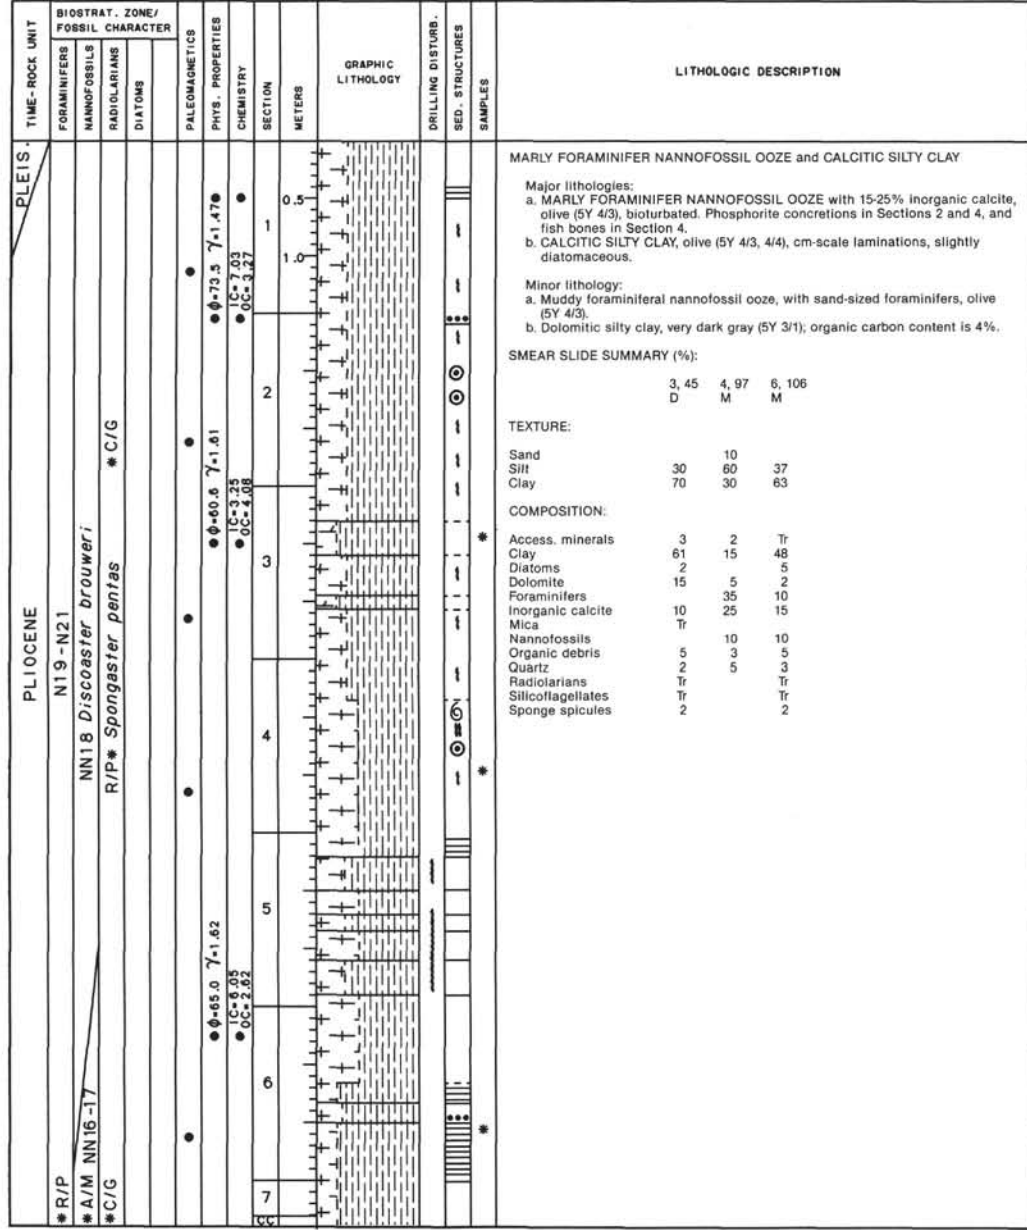 TIME-ROCK UNIT
BIOSTRAT. ZONE/
FOSSIL CHARACTER
FORAMINIFERS
NANNOFOSSILS
RADIOLARIANS
DIATOMS
PALEOMAGNETICS
PHYS. PROPERTIES
CHEMISTRY
SECTION
METERS
GRAPHIC
LITHOLOGY
DRILLING DISTURB.
SED. STRUCTURES
SAMPLES
LITHOLOGIC DESCRIPTION
PLEIS.
PLIOCENE
N19-N21
* R/P
NN18 Discoaster brouweri
* A/M NN16-17
* C/G
R/P* Spongaster pentas
* C/G
ϕ=73.5 γ=1.47
ϕ=60.6 γ=1.61
ϕ=65.0 γ=1.62
IC= 7.03
OC= 3.27
IC=3.25
OC= 4.08
IC=6.05
OC=2.62
1
2
3
4
5
6
7
CC
0.5
1.0
*
*
*
MARLY FORAMINIFER NANNOFOSSIL OOZE and CALCITIC SILTY CLAY
Major lithologies:
a. MARLY FORAMINIFER NANNOFOSSIL OOZE with 15-25% inorganic calcite,
olive (5Y 4/3), bioturbated. Phosphorite concretions in Sections 2 and 4, and
fish bones in Section 4.
b. CALCITIC SILTY CLAY, olive (5Y 4/3, 4/4), cm-scale laminations, slightly
diatomaceous.
Minor lithology:
a. Muddy foraminiferal nannofossil ooze, with sand-sized foraminifers, olive
(5Y 4/3).
b. Dolomitic silty clay, very dark gray (5Y 3/1); organic carbon content is 4%.
SMEAR SLIDE SUMMARY (%):
3, 45 4, 97 6, 106
D M M
TEXTURE:
Sand 10
Silt 30 60 37
Clay 70 30 63
COMPOSITION:
Access. minerals 3 2 Tr
Clay 61 15 48
Diatoms 2 5
Dolomite 15 5 2
Foraminifers 35 10
Inorganic calcite 10 25 15
Mica Tr
Nannofossils 10 10
Organic debris 5 3 5
Quartz 2 5 3
Radiolarians Tr Tr
Silicoflagellates Tr Tr
Sponge spicules 2 2